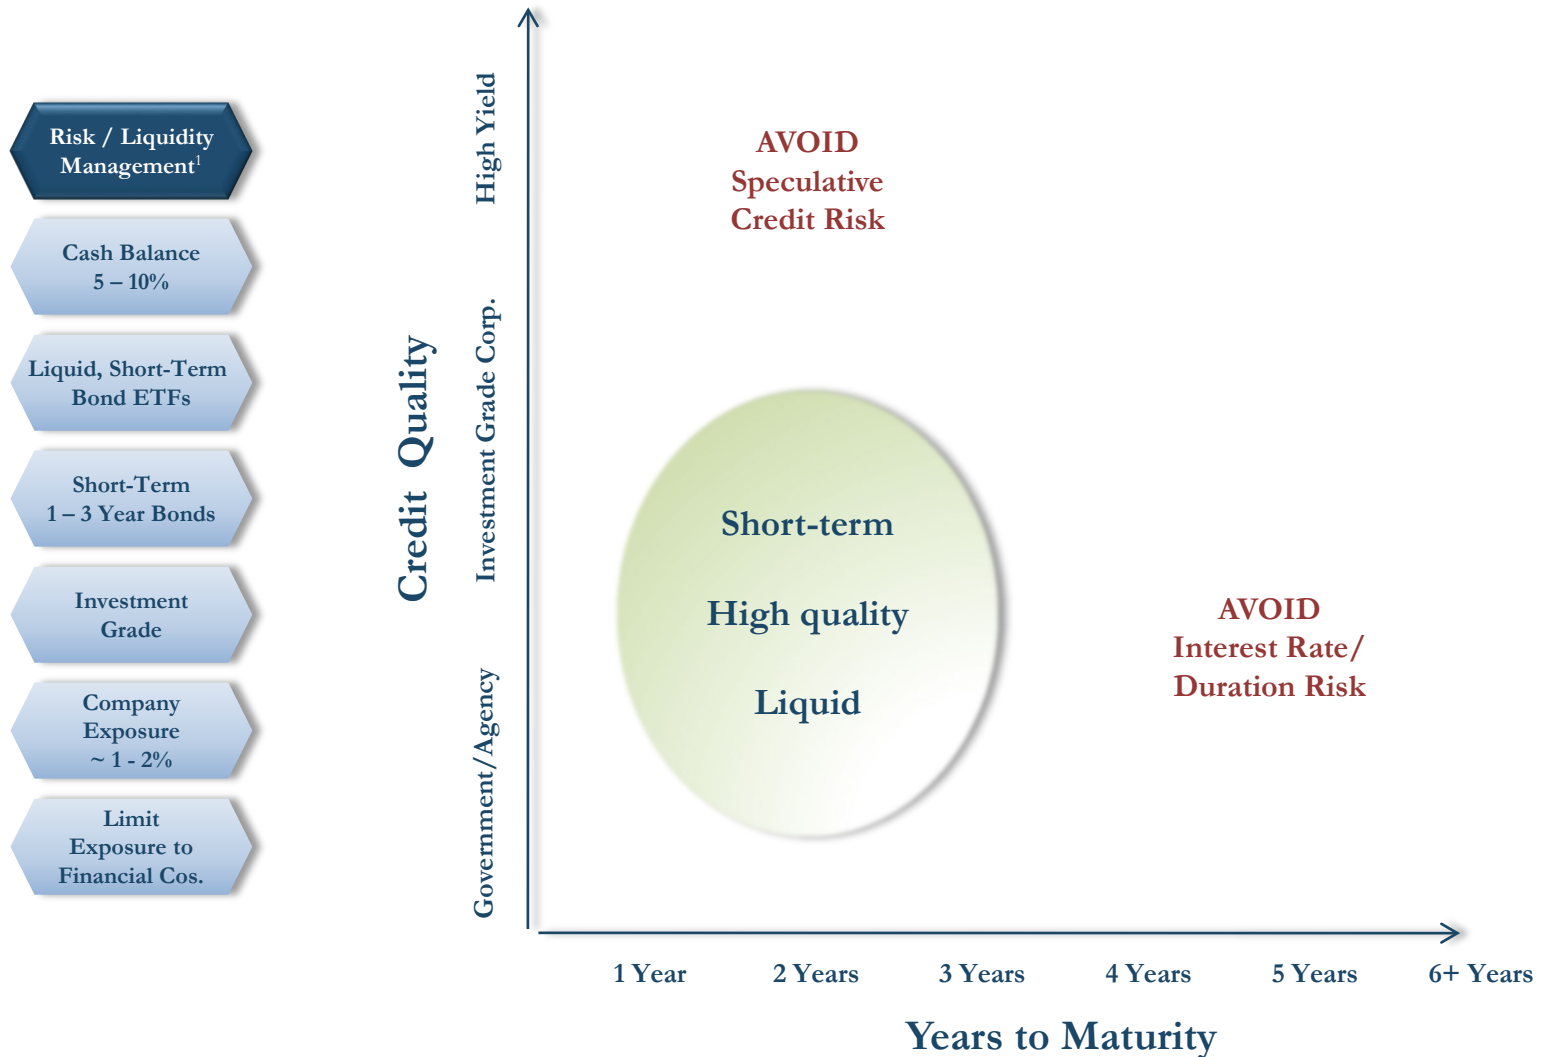 Risk / Liquidity
Management1
Cash Balance
5 – 10%
Liquid, Short-Term
Bond ETFs
Short-Term
1 – 3 Year Bonds
Investment
Grade
Company
Exposure
~ 1 - 2%
Limit
Exposure to
Financial Cos.
Credit Quality
High Yield
Investment Grade Corp.
Government/Agency
AVOID
Speculative
Credit Risk
Short-term
High quality
Liquid
AVOID
Interest Rate/
Duration Risk
1 Year
2 Years
3 Years
4 Years
5 Years
6+ Years
Years to Maturity